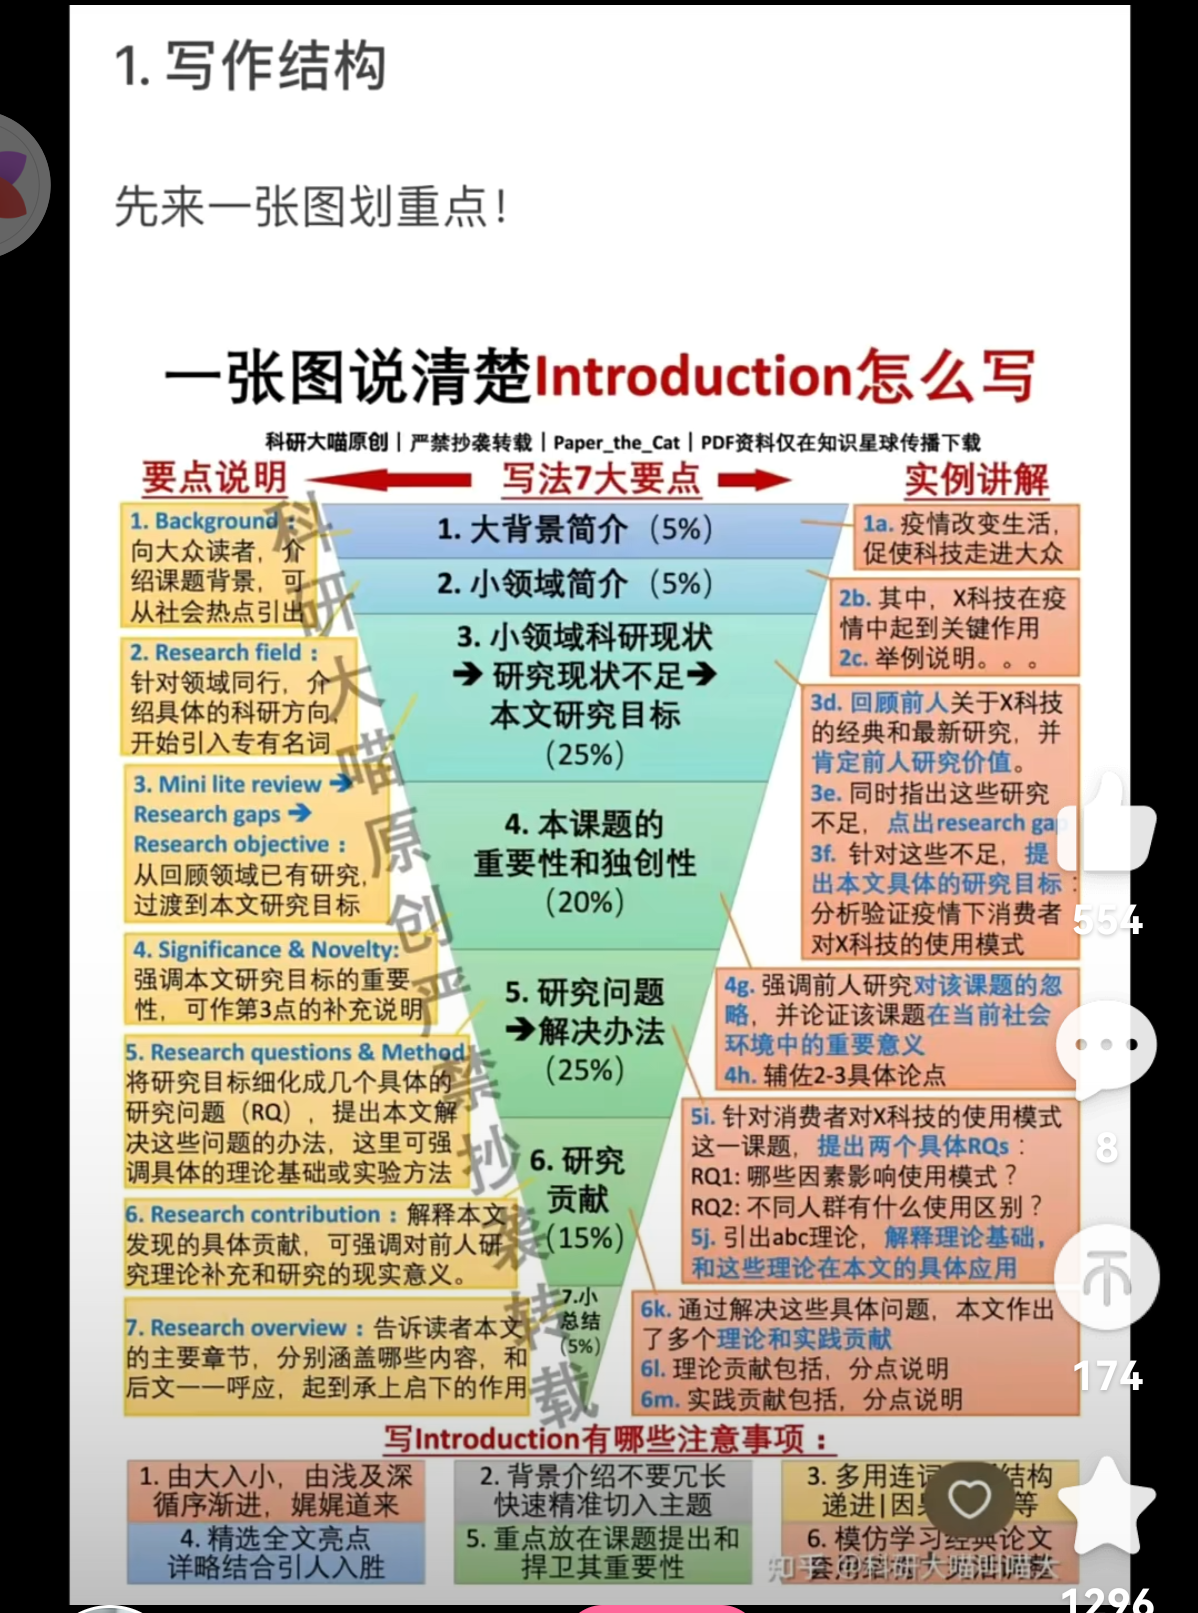 1. 写作结构
先来一张图划重点！
一张图说清楚Introduction怎么写
科研大喵原创 | 严禁抄袭转载 | Paper_the_Cat | PDF资料仅在知识星球传播下载
要点说明
写法7大要点
实例讲解
1. Background：
向大众读者，介
绍课题背景，可
从社会热点引出
2. Research field：
针对领域同行，介
绍具体的科研方向，
开始引入专有名词
3. Mini lite review ➔
Research gaps ➔
Research objective：
从回顾领域已有研究，
过渡到本文研究目标
4. Significance & Novelty:
强调本文研究目标的重要
性，可作第3点的补充说明
5. Research questions & Method
将研究目标细化成几个具体的
研究问题（RQ），提出本文解
决这些问题的办法，这里可强
调具体的理论基础或实验方法
6. Research contribution：解释本文
发现的具体贡献，可强调对前人研
究理论补充和研究的现实意义。
7. Research overview：告诉读者本文
的主要章节，分别涵盖哪些内容，和
后文一一呼应，起到承上启下的作用
1. 大背景简介（5%）
2. 小领域简介（5%）
3. 小领域科研现状
➔ 研究现状不足➔
本文研究目标
（25%）
4. 本课题的
重要性和独创性
（20%）
5. 研究问题
➔解决办法
（25%）
6. 研究
贡献
（15%）
7.小
总结
（5%）
1a. 疫情改变生活，
促使科技走进大众
2b. 其中，X科技在疫
情中起到关键作用
2c. 举例说明。。。
3d. 回顾前人关于X科技
的经典和最新研究，并
肯定前人研究价值。
3e. 同时指出这些研究
不足，点出research gap
3f. 针对这些不足，提
出本文具体的研究目标：
分析验证疫情下消费者
对X科技的使用模式
4g. 强调前人研究对该课题的忽
略，并论证该课题在当前社会
环境中的重要意义
4h. 辅佐2-3具体论点
5i. 针对消费者对X科技的使用模式
这一课题，提出两个具体RQs：
RQ1: 哪些因素影响使用模式？
RQ2: 不同人群有什么使用区别？
5j. 引出abc理论，解释理论基础，
和这些理论在本文的具体应用
6k. 通过解决这些具体问题，本文作出
了多个理论和实践贡献
6l. 理论贡献包括，分点说明
6m. 实践贡献包括，分点说明
科研大喵原创严禁抄袭转载
写Introduction有哪些注意事项：
1. 由大入小，由浅及深
循序渐进，娓娓道来
2. 背景介绍不要冗长
快速精准切入主题
3. 多用连词 结构
递进|因 等
4. 精选全文亮点
详略结合引人入胜
5. 重点放在课题提出和
捍卫其重要性
6. 模仿学习经典论文
知乎 @科研大喵
554
8
174
1296